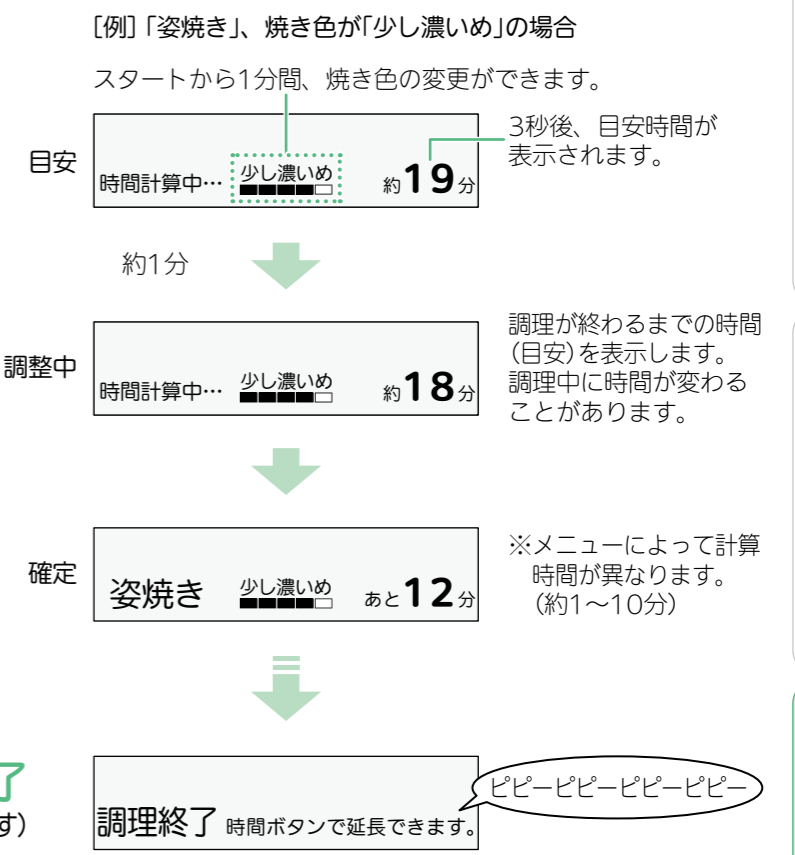 [例]「姿焼き」、焼き色が「少し濃いめ」の場合
スタートから1分間、焼き色の変更ができます。
目安
時間計算中… 少し濃いめ 約19分
3秒後、目安時間が
表示されます。
約1分
調整中
時間計算中… 少し濃いめ 約18分
調理が終わるまでの時間
(目安)を表示します。
調理中に時間が変わる
ことがあります。
確定
姿焼き 少し濃いめ あと12分
※メニューによって計算
時間が異なります。
(約1〜10分)
了
す)
調理終了 時間ボタンで延長できます。
ピピーピピーピピーピピー